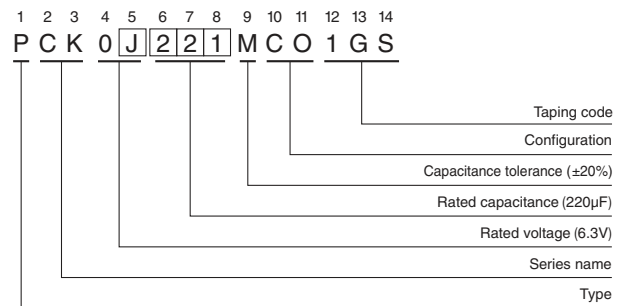 1 2 3 4 5 6 7 8 9 10 11 12 13 14
P C K 0 J 2 2 1 M C O 1 G S
Taping code
Configuration
Capacitance tolerance (±20%)
Rated capacitance (220µF)
Rated voltage (6.3V)
Series name
Type